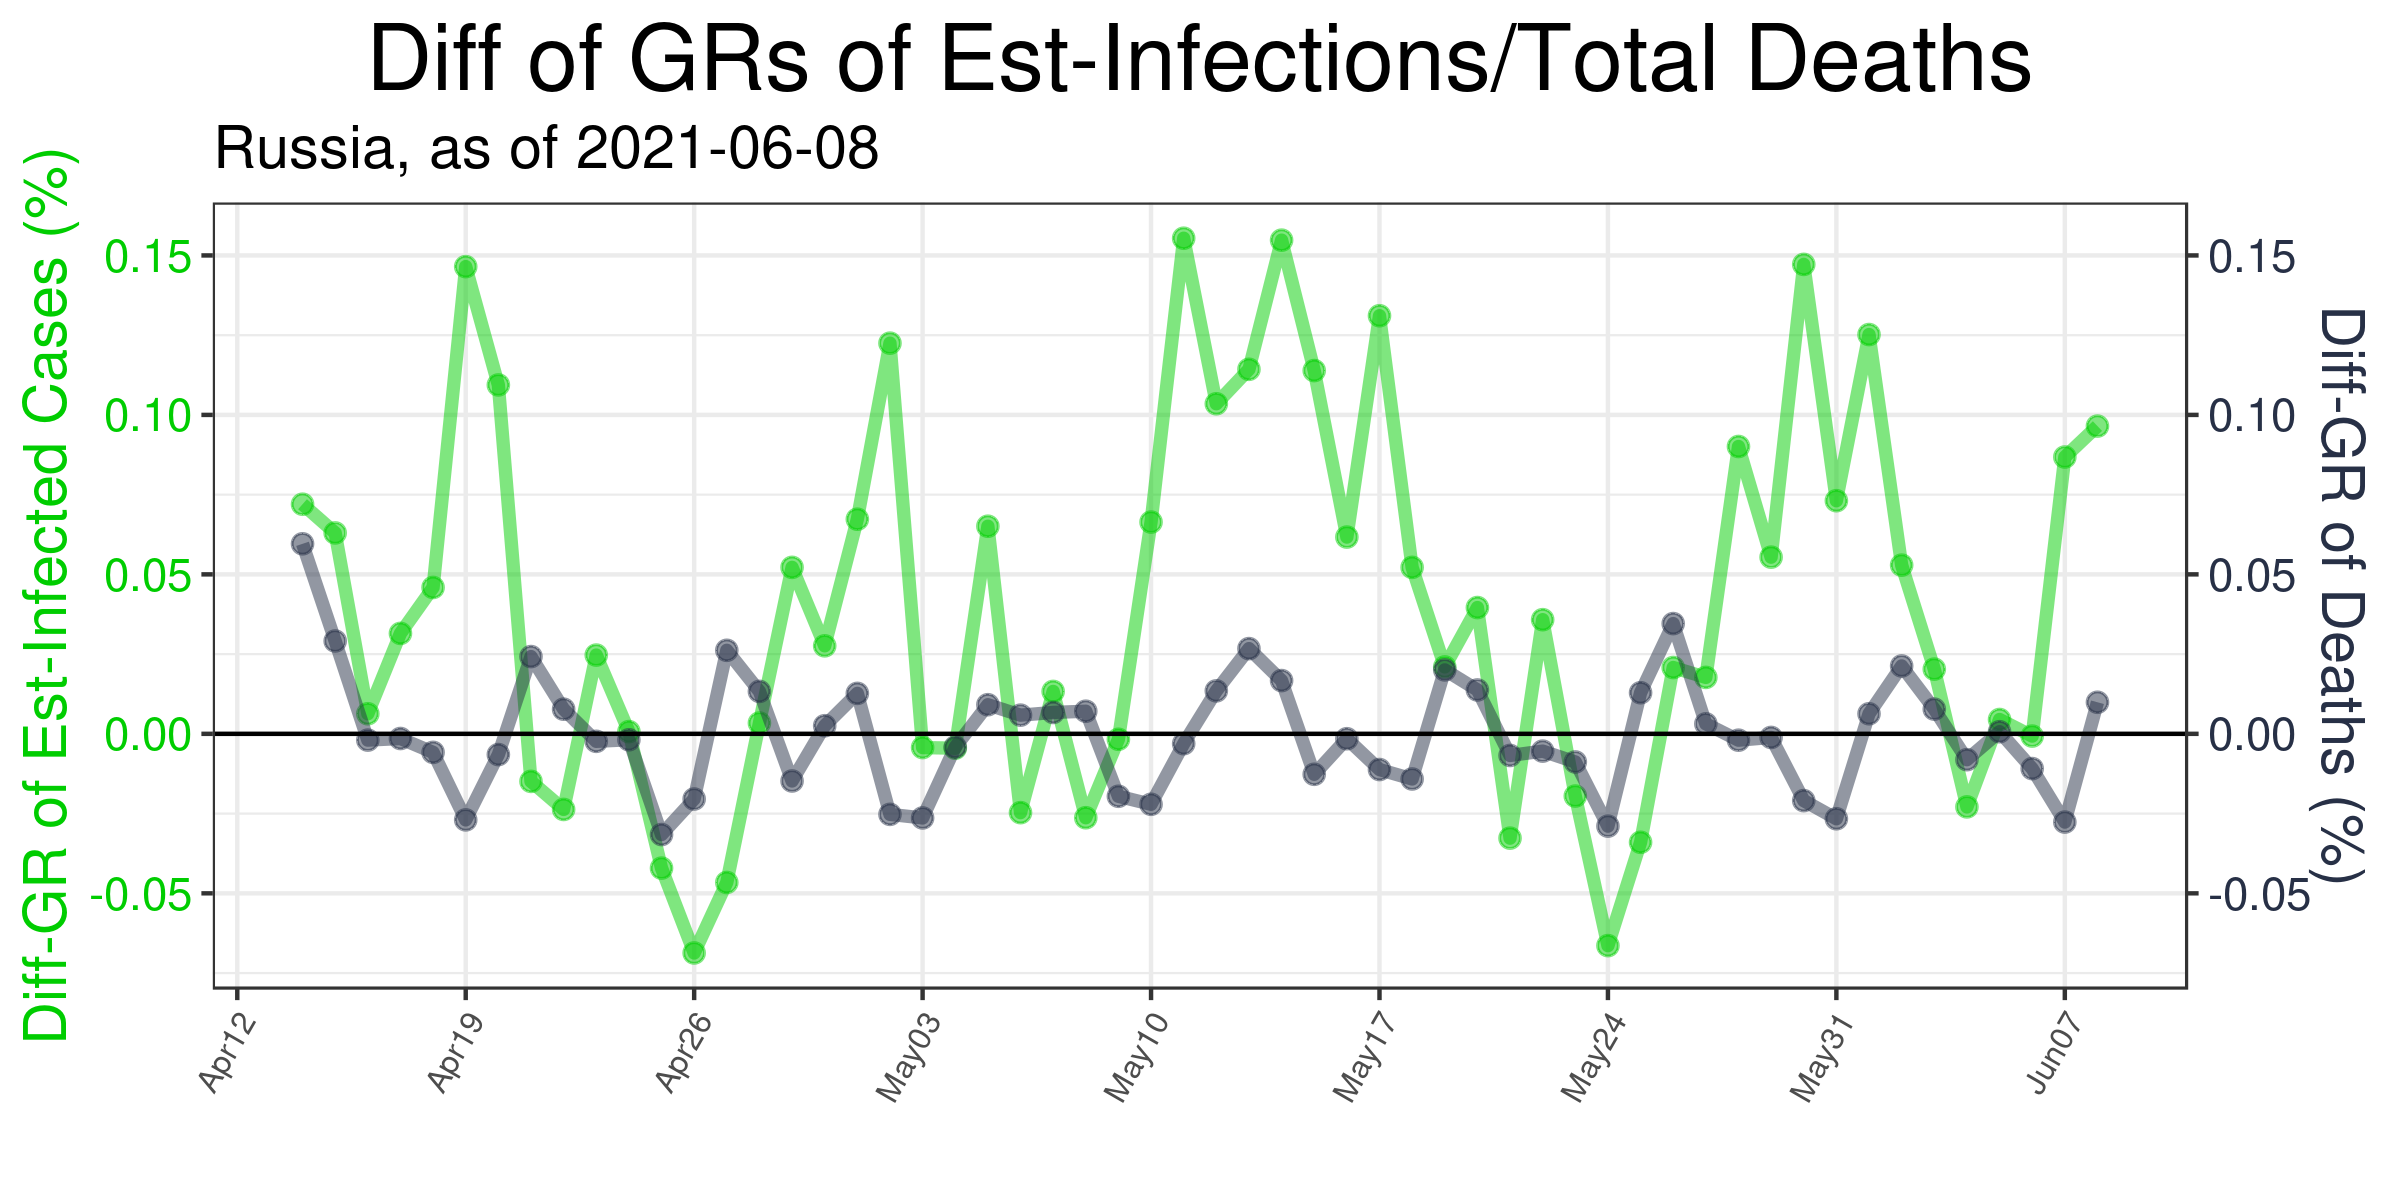 Diff of GRs of Est-Infections/Total Deaths
Russia, as of 2021-06-08
Diff-GR of Est-Infected Cases (%)
0.15
0.10
0.05
0.00
-0.05
0.15
0.10
0.05
0.00
-0.05
Diff-GR of Deaths (%)
Apr12
Apr19
Apr26
May03
May10
May17
May24
May31
Jun07